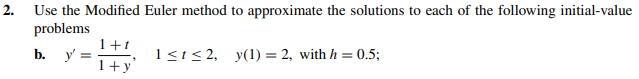 2. Use the Modified Euler method to approximate the solutions to each of the following initial-value
problems
b. y′ = (1 + t)/(1 + y), 1 ≤ t ≤ 2, y(1) = 2, with h = 0.5;